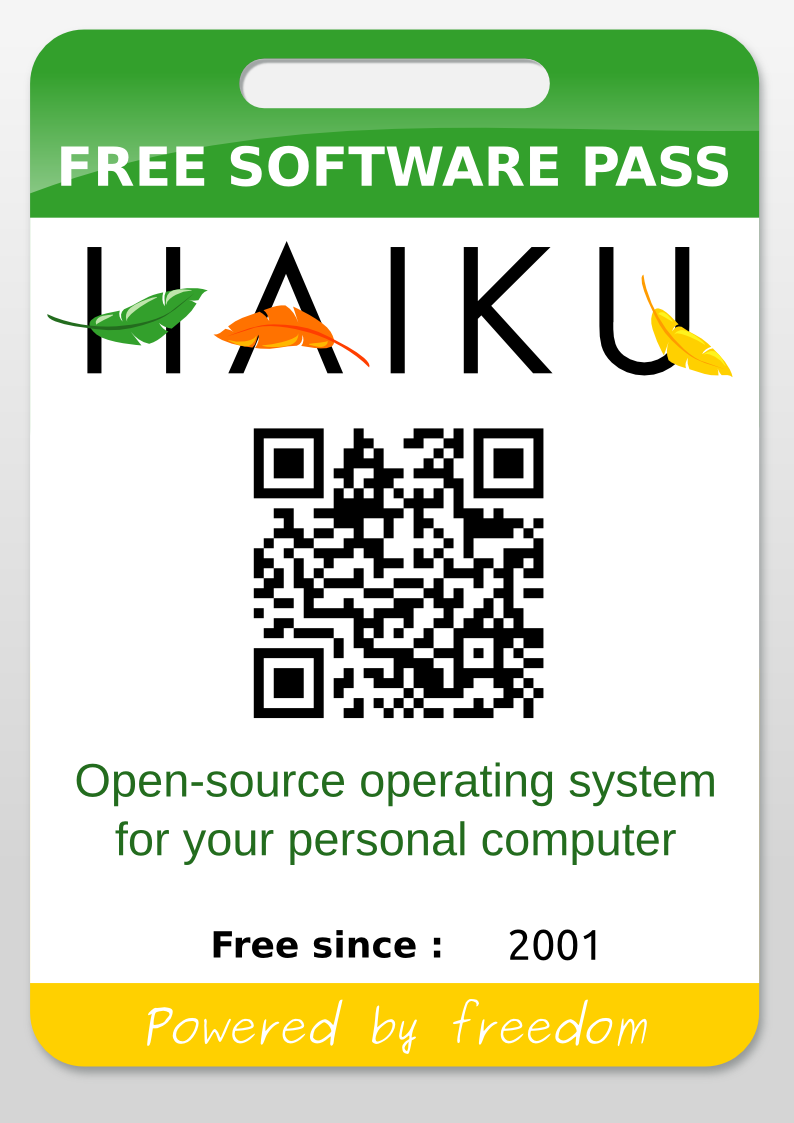 FREE SOFTWARE PASS
HAIKU
Open-source operating system
for your personal computer
Free since : 2001
Powered by freedom